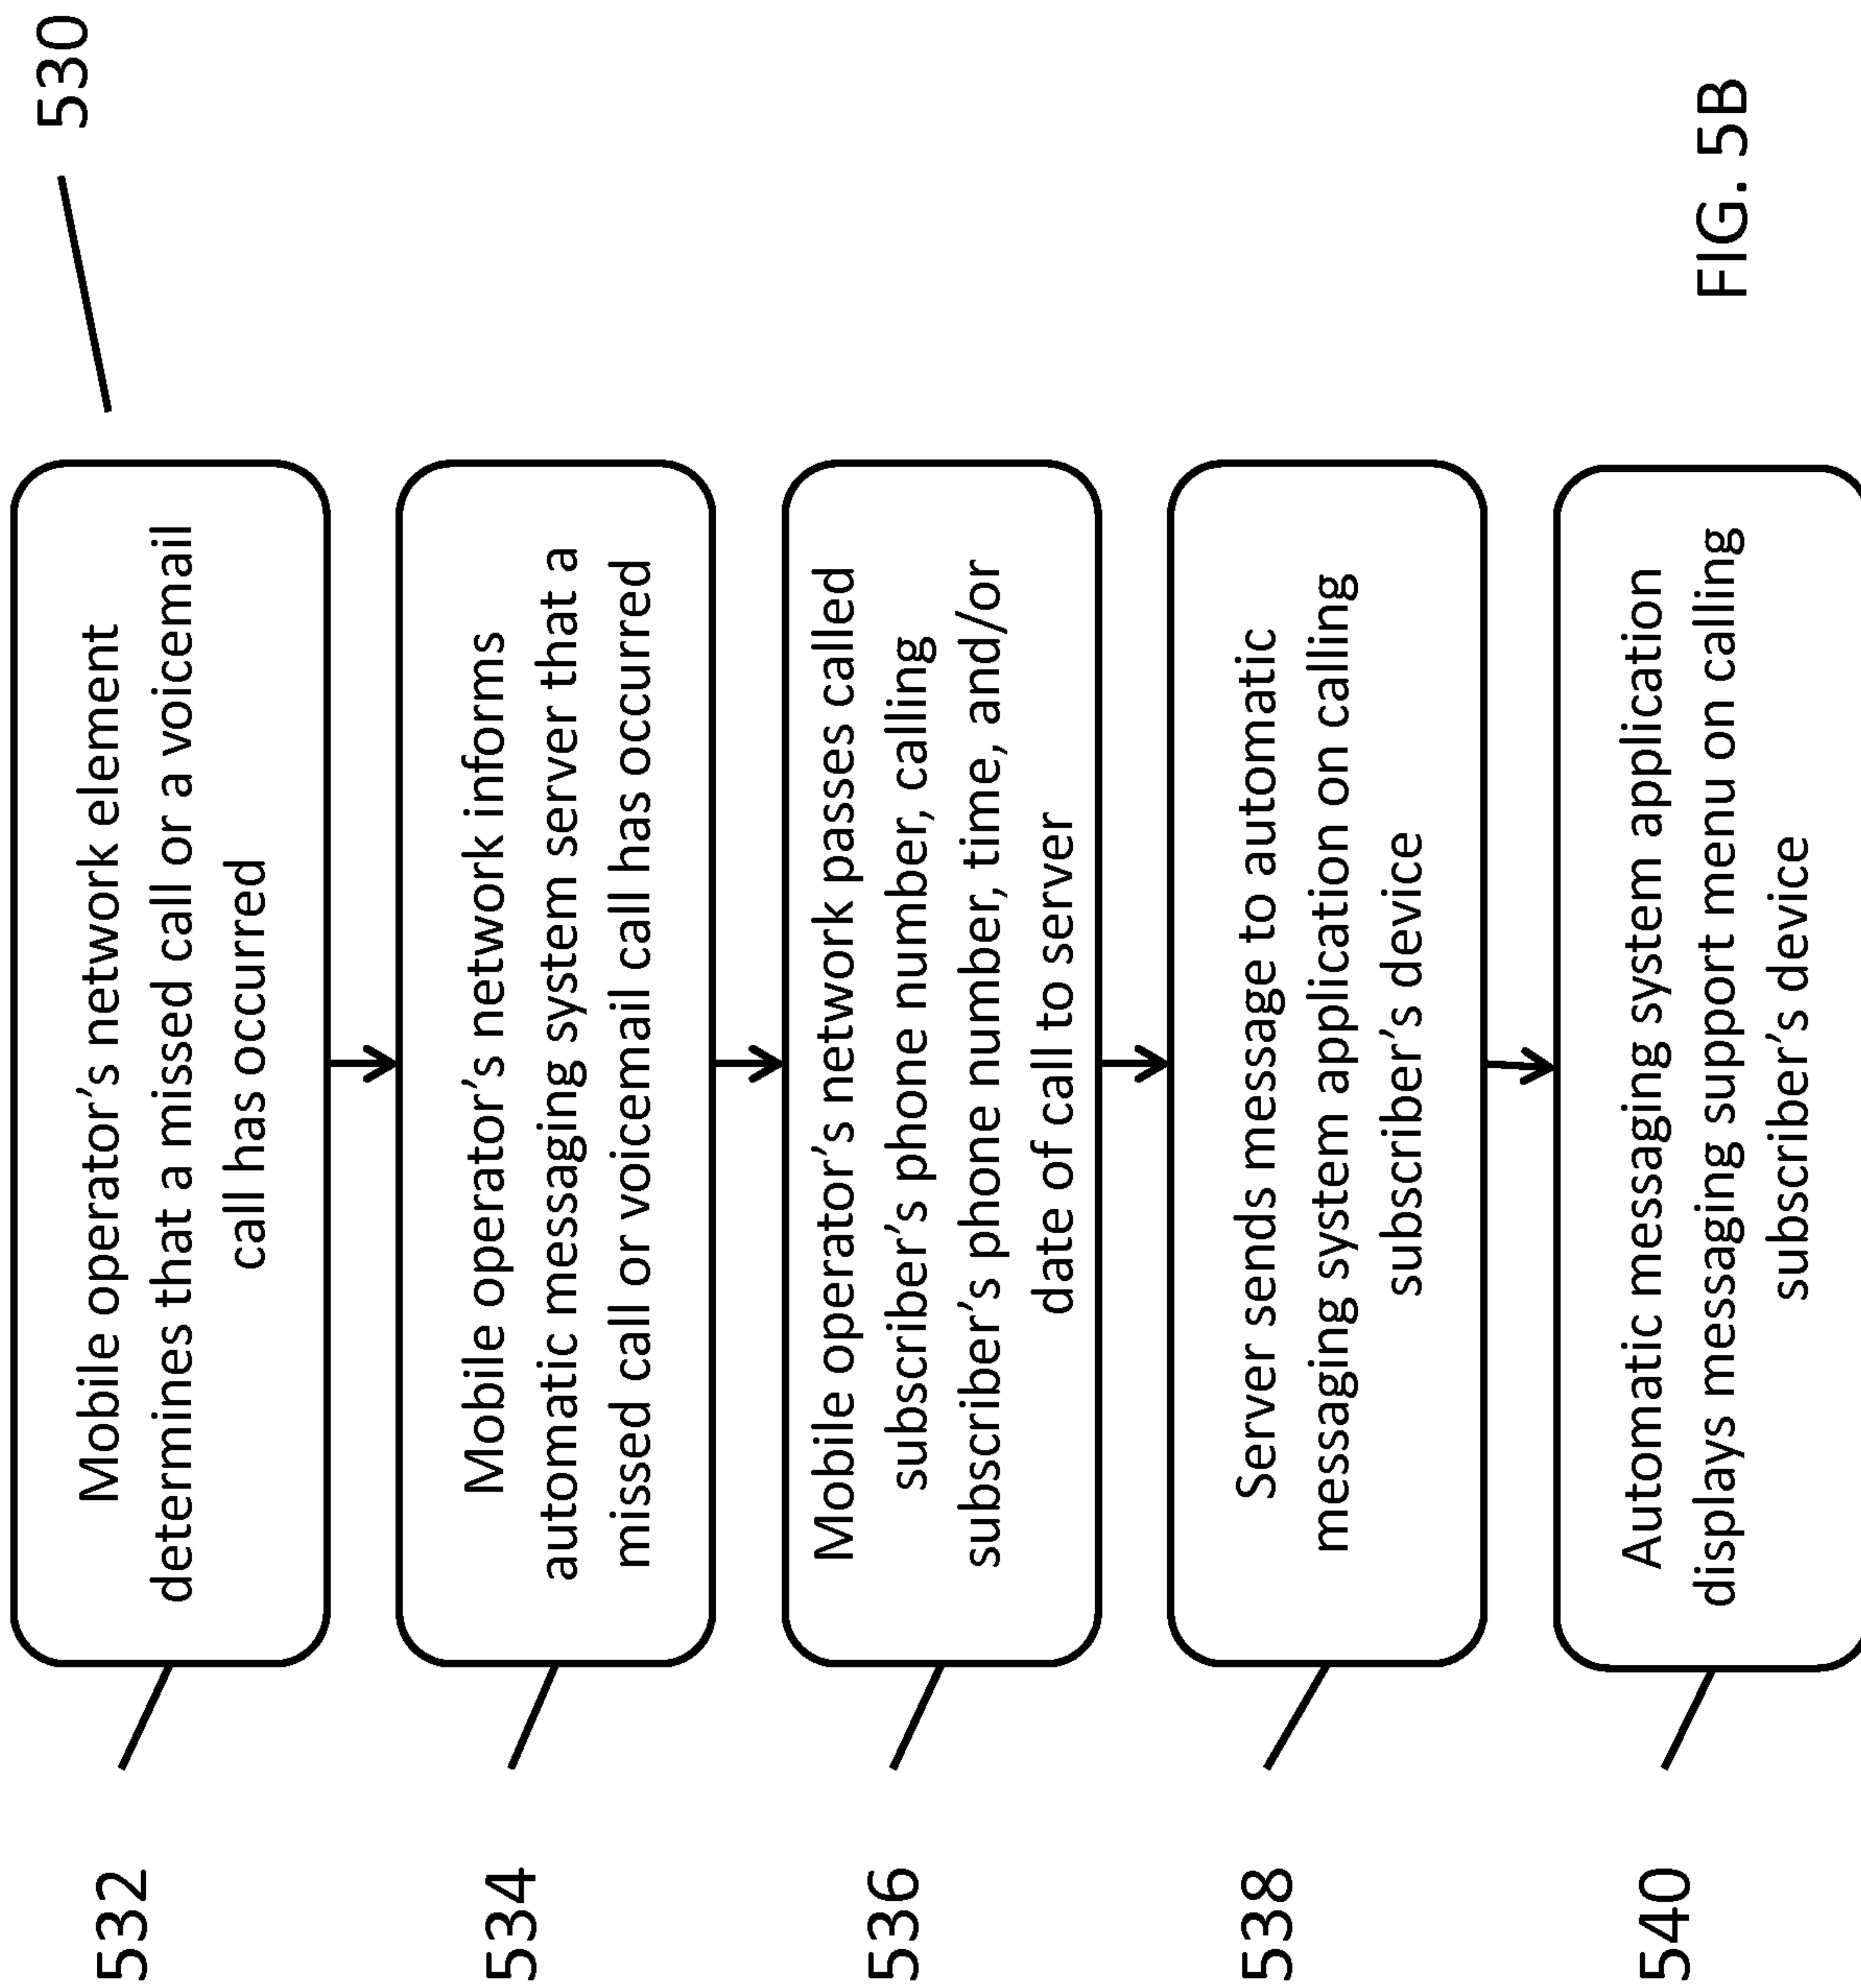 530
532
Mobile operator’s network element
determines that a missed call or a voicemail
call has occurred
534
Mobile operator’s network informs
automatic messaging system server that a
missed call or voicemail call has occurred
536
Mobile operator’s network passes called
subscriber’s phone number, calling
subscriber’s phone number, time, and/or
date of call to server
538
Server sends message to automatic
messaging system application on calling
subscriber’s device
540
Automatic messaging system application
displays messaging support menu on calling
subscriber’s device
FIG. 5B